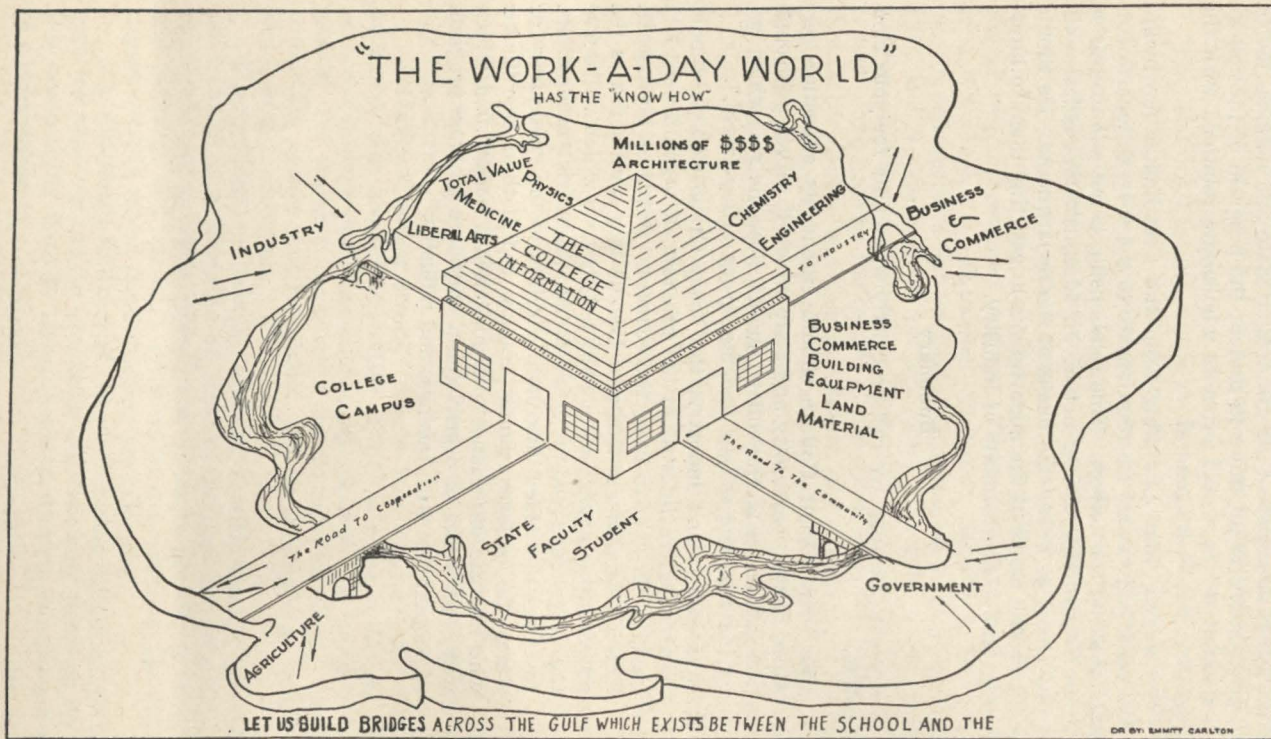 "THE WORK-A-DAY WORLD"
HAS THE "KNOW HOW"
MILLIONS OF $$$$
ARCHITECTURE
TOTAL VALUE
PHYSICS
MEDICINE
LIBERAL ARTS
CHEMISTRY
ENGINEERING
TO INDUSTRY
BUSINESS
&
COMMERCE
INDUSTRY
THE
COLLEGE
INFORMATION
COLLEGE
CAMPUS
BUSINESS
COMMERCE
BUILDING
EQUIPMENT
LAND
MATERIAL
The Road To Cooperation
The Road To The Community
STATE
FACULTY
STUDENT
GOVERNMENT
AGRICULTURE
LET US BUILD BRIDGES ACROSS THE GULF WHICH EXISTS BETWEEN THE SCHOOL AND THE
DR BY: EMMITT CARLTON